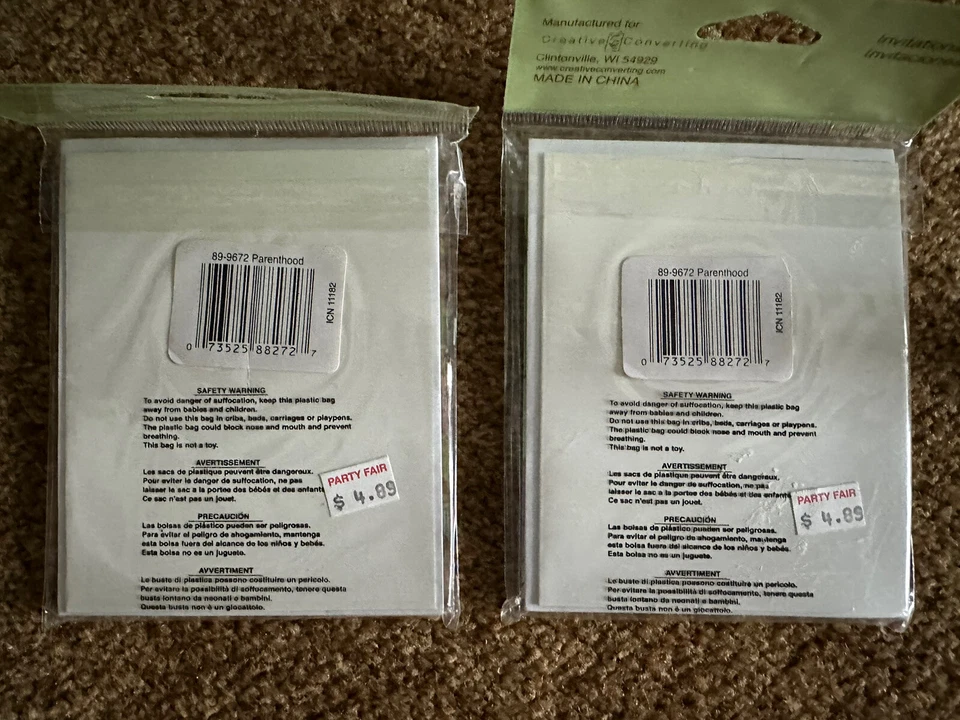 89-9672 Parenthood
ICN 11182
0 73525 88272 7
SAFETY WARNING
To avoid danger of suffocation, keep this plastic bag
away from babies and children.
Do not use this bag in cribs, beds, carriages or playpens.
The plastic bag could block nose and mouth and prevent
breathing.
This bag is not a toy.
AVERTISSEMENT
Les sacs de plastique peuvent être dangereux.
Pour eviter le danger de suffocation, ne pas
laisser le sac a la portee des bébés et des enfants
Ce sac n'est pas un jouet.
PARTY FAIR
$ 4.89
PRECAUCIÓN
Las bolsas de plástico pueden ser peligrosas.
Para evitar el peligro de ahogamiento, mantenga
esta bolsa fuera del alcance de los niños y bebés.
Esta bolsa no es un juguete.
AVVERTIMENT
Le buste di plastica possono costituire un pericolo.
Per evitare la possibilità di soffocamento, tenere questa
busta lontano da neonati e bambini.
Questa busta non è un giocattolo.
Manufactured for
Creative Converting
Clintonville, WI 54929
www.creativeconverting.com
MADE IN CHINA
89-9672 Parenthood
ICN 11182
0 73525 88272 7
SAFETY WARNING
To avoid danger of suffocation, keep this plastic bag
away from babies and children.
Do not use this bag in cribs, beds, carriages or playpens.
The plastic bag could block nose and mouth and prevent
breathing.
This bag is not a toy.
AVERTISSEMENT
Les sacs de plastique peuvent être dangereux.
Pour eviter le danger de suffocation, ne pas
laisser le sac a la portee des bébés et des enfants
Ce sac n'est pas un jouet.
PARTY FAIR
$ 4.89
PRECAUCIÓN
Las bolsas de plástico pueden ser peligrosas.
Para evitar el peligro de ahogamiento, mantenga
esta bolsa fuera del alcance de los niños y bebés.
Esta bolsa no es un juguete.
AVVERTIMENT
Le buste di plastica possono costituire un pericolo.
Per evitare la possibilità di soffocamento, tenere questa
busta lontano da neonati e bambini.
Questa busta non è un giocattolo.